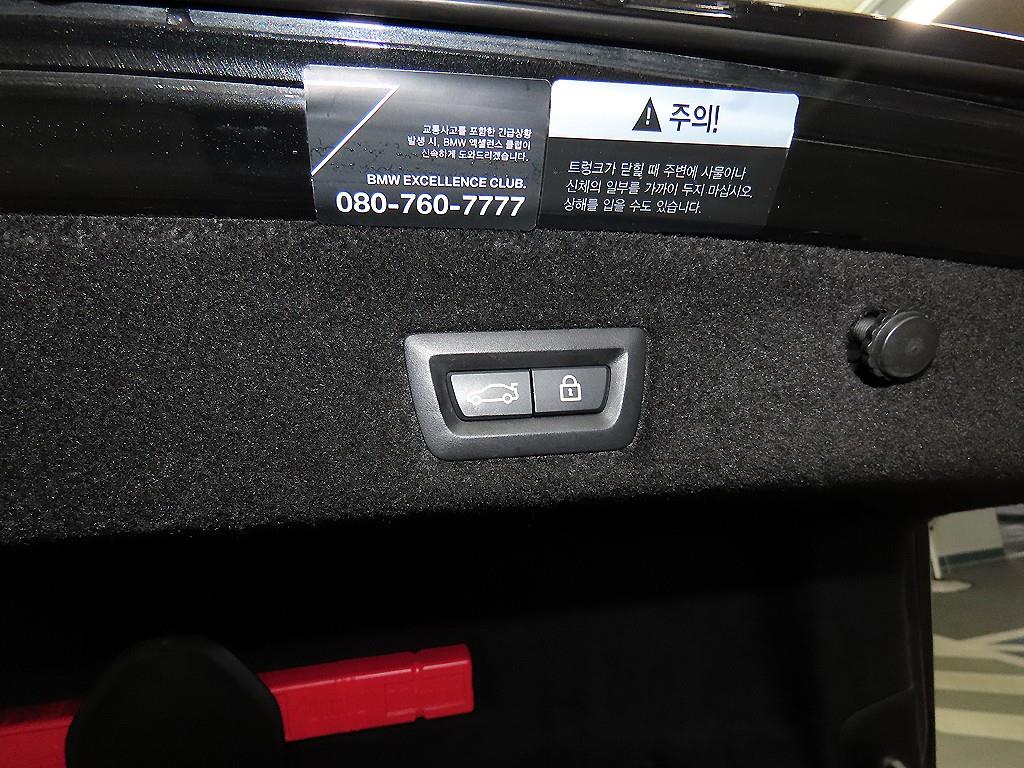 교통사고를 포함한 긴급상황
발생 시, BMW 엑설런스 클럽이
신속하게 도와드리겠습니다.
BMW EXCELLENCE CLUB.
080-760-7777
주의!
트렁크가 닫힐 때 주변에 사물이나
신체의 일부를 가까이 두지 마십시오.
상해를 입을 수도 있습니다.